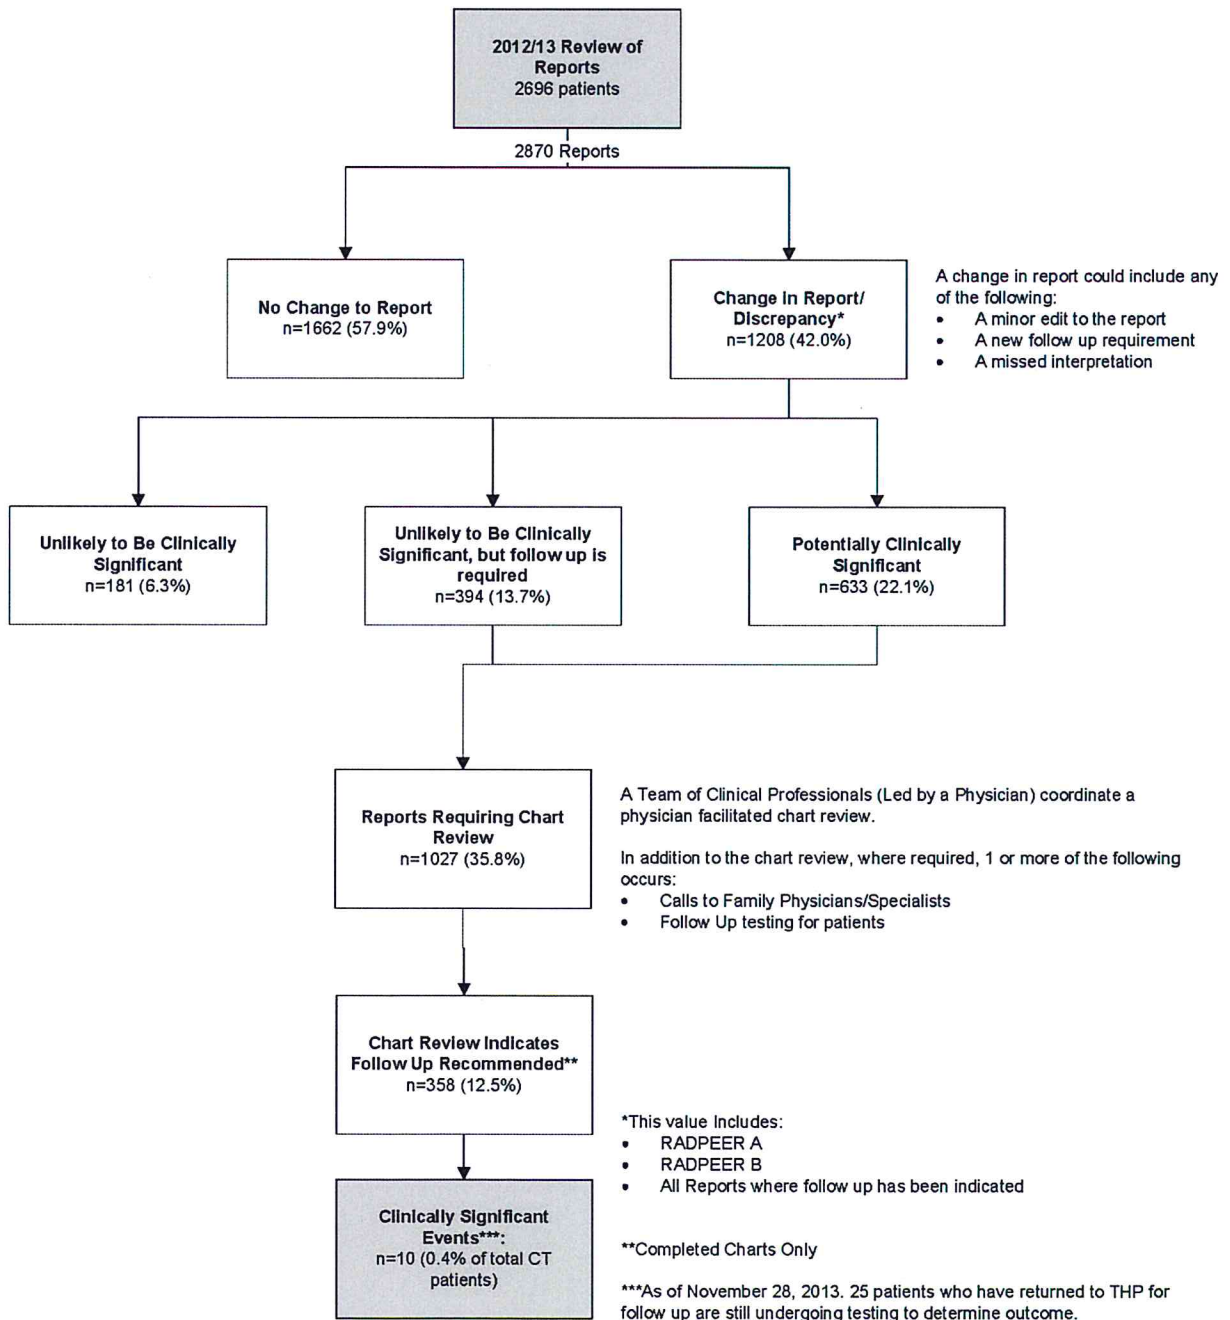 2012/13 Review of
Reports
2696 patients
2870 Reports
No Change to Report
n=1662 (57.9%)
Change in Report/
Discrepancy*
n=1208 (42.0%)
A change in report could include any
of the following:
• A minor edit to the report
• A new follow up requirement
• A missed interpretation
Unlikely to Be Clinically
Significant
n=181 (6.3%)
Unlikely to Be Clinically
Significant, but follow up is
required
n=394 (13.7%)
Potentially Clinically
Significant
n=633 (22.1%)
Reports Requiring Chart
Review
n=1027 (35.8%)
A Team of Clinical Professionals (Led by a Physician) coordinate a
physician facilitated chart review.
In addition to the chart review, where required, 1 or more of the following
occurs:
• Calls to Family Physicians/Specialists
• Follow Up testing for patients
Chart Review Indicates
Follow Up Recommended**
n=358 (12.5%)
*This value Includes:
• RADPEER A
• RADPEER B
• All Reports where follow up has been indicated
Clinically Significant
Events***:
n=10 (0.4% of total CT
patients)
**Completed Charts Only
***As of November 28, 2013. 25 patients who have returned to THP for
follow up are still undergoing testing to determine outcome.